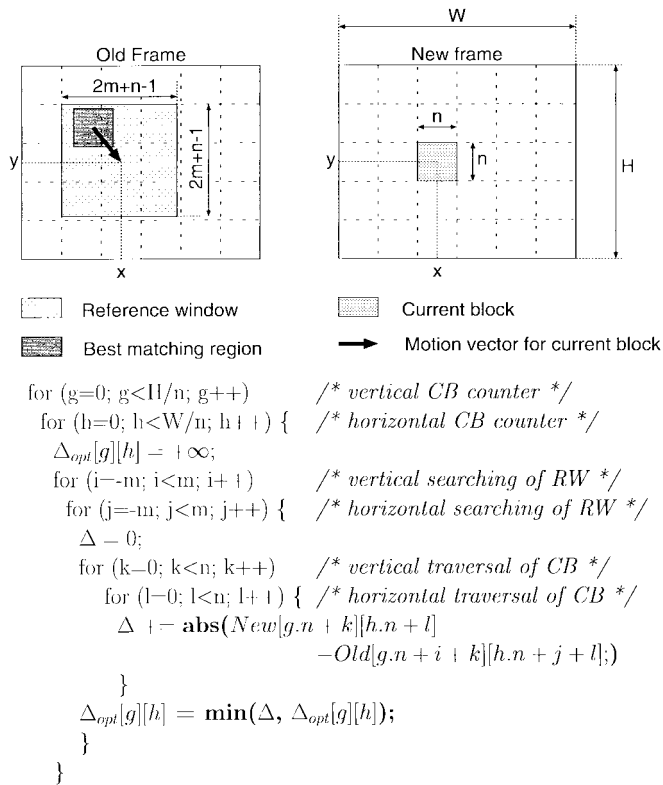 W
Old Frame
New frame
2m+n-1
n
y
2m+n-1
y
n
H
x
x
Reference window
Current block
Best matching region
Motion vector for current block
for (g=0; g<H/n; g++) /* vertical CB counter */
for (h=0; h<W/n; h++) { /* horizontal CB counter */
Δopt[g][h] = +∞;
for (i=-m; i<m; i++) /* vertical searching of RW */
for (j=-m; j<m; j++) { /* horizontal searching of RW */
Δ = 0;
for (k=0; k<n; k++) /* vertical traversal of CB */
for (l=0; l<n; l++) { /* horizontal traversal of CB */
Δ += abs(New[g.n + k][h.n + l]
-Old[g.n + i + k][h.n + j + l];)
}
Δopt[g][h] = min(Δ, Δopt[g][h]);
}
}